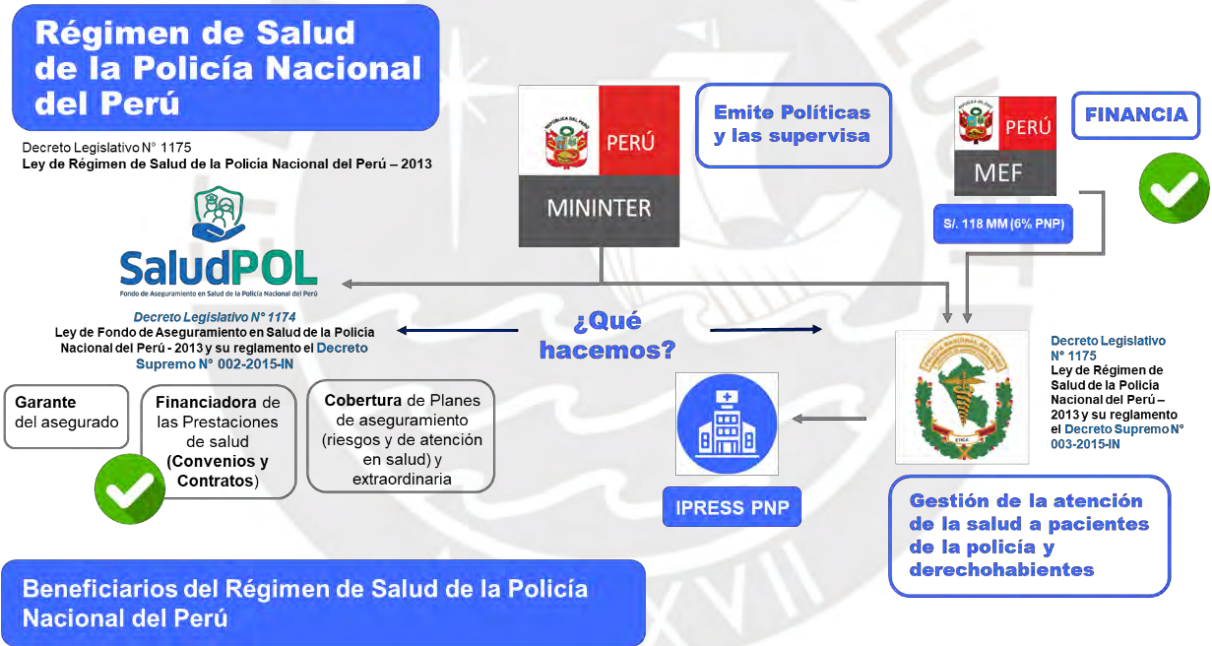 Régimen de Salud
de la Policía Nacional
del Perú
Decreto Legislativo N° 1175
Ley de Régimen de Salud de la Policía Nacional del Perú – 2013
PERÚ
MININTER
Emite Políticas
y las supervisa
PERÚ
MEF
FINANCIA
S/. 118 MM (6% PNP)
SaludPOL
Fondo de Aseguramiento en Salud de la Policía Nacional del Perú
Decreto Legislativo N° 1174
Ley de Fondo de Aseguramiento en Salud de la Policía
Nacional del Perú - 2013 y su reglamento el Decreto
Supremo N° 002-2015-IN
¿Qué
hacemos?
Garante
del asegurado
Financiadora de
las Prestaciones
de salud
(Convenios y
Contratos)
Cobertura de Planes
de aseguramiento
(riesgos y de atención
en salud) y
extraordinaria
IPRESS PNP
POLICIA NACIONAL DEL PERU
ETICA
Decreto Legislativo
N° 1175
Ley de Régimen de
Salud de la Policía
Nacional del Perú –
2013 y su reglamento
el Decreto Supremo N°
003-2015-IN
Gestión de la atención
de la salud a pacientes
de la policía y
derechohabientes
Beneficiarios del Régimen de Salud de la Policía
Nacional del Perú
XVII